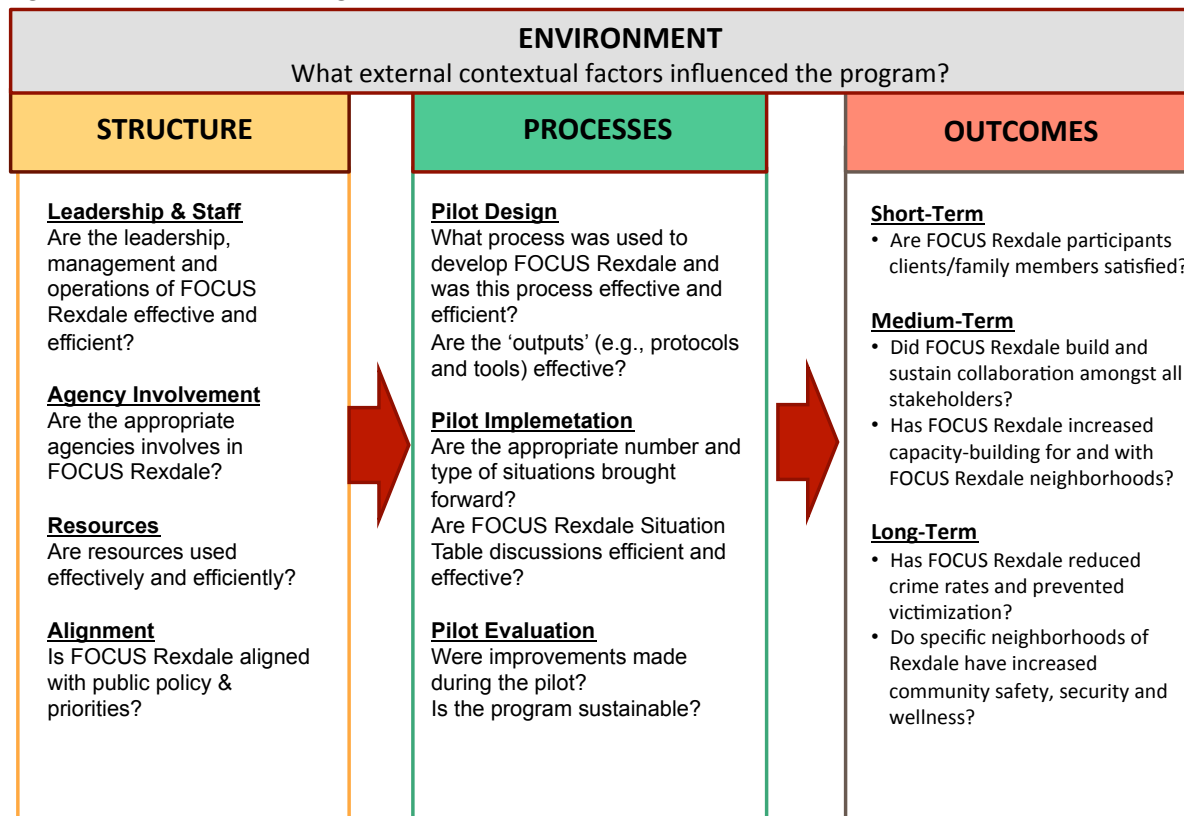 ENVIRONMENT
What external contextual factors influenced the program?
STRUCTURE
Leadership & Staff
Are the leadership,
management and
operations of FOCUS
Rexdale effective and
efficient?
Agency Involvement
Are the appropriate
agencies involves in
FOCUS Rexdale?
Resources
Are resources used
effectively and efficiently?
Alignment
Is FOCUS Rexdale aligned
with public policy &
priorities?
PROCESSES
Pilot Design
What process was used to
develop FOCUS Rexdale and
was this process effective and
efficient?
Are the ‘outputs’ (e.g., protocols
and tools) effective?
Pilot Implemetation
Are the appropriate number and
type of situations brought
forward?
Are FOCUS Rexdale Situation
Table discussions efficient and
effective?
Pilot Evaluation
Were improvements made
during the pilot?
Is the program sustainable?
OUTCOMES
Short-Term
• Are FOCUS Rexdale participants
clients/family members satisfied?
Medium-Term
• Did FOCUS Rexdale build and
sustain collaboration amongst all
stakeholders?
• Has FOCUS Rexdale increased
capacity-building for and with
FOCUS Rexdale neighborhoods?
Long-Term
• Has FOCUS Rexdale reduced
crime rates and prevented
victimization?
• Do specific neighborhoods of
Rexdale have increased
community safety, security and
wellness?